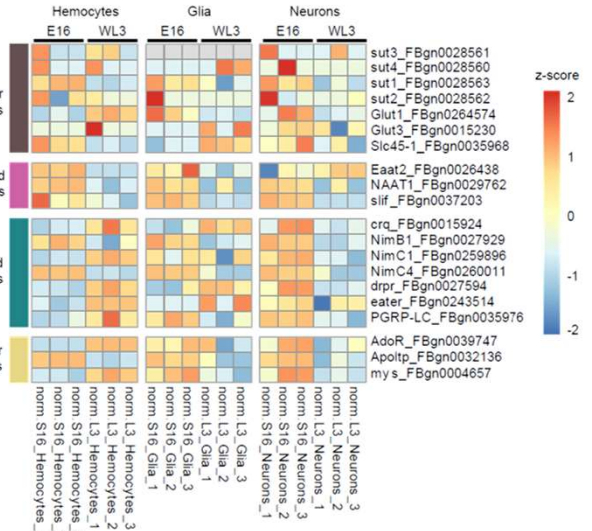 Hemocytes Glia Neurons
E16 WL3 E16 WL3 E16 WL3
sut3_FBgn0028561
sut4_FBgn0028560
sut1_FBgn0028563
sut2_FBgn0028562
Glut1_FBgn0264574
Glut3_FBgn0015230
Slc45-1_FBgn0035968
Eaat2_FBgn0026438
NAAT1_FBgn0029762
slif_FBgn0037203
crq_FBgn0015924
NimB1_FBgn0027929
NimC1_FBgn0259896
NimC4_FBgn0260011
drpr_FBgn0027594
eater_FBgn0243514
PGRP-LC_FBgn0035976
AdoR_FBgn0039747
Apoltp_FBgn0032136
mys_FBgn0004657
z-score
2
1
0
-1
-2
norm_S16_Hemocytes_
norm_S16_Hemocytes_
norm_S16_Hemocytes_
norm_L3_Hemocytes_1
norm_L3_Hemocytes_2
norm_L3_Hemocytes_3
norm_S16_Glia_1
norm_S16_Glia_2
norm_S16_Glia_3
norm_L3_Glia_1
norm_L3_Glia_2
norm_L3_Glia_3
norm_S16_Neurons_1
norm_S16_Neurons_2
norm_S16_Neurons_3
norm_L3_Neurons_1
norm_L3_Neurons_2
norm_L3_Neurons_3